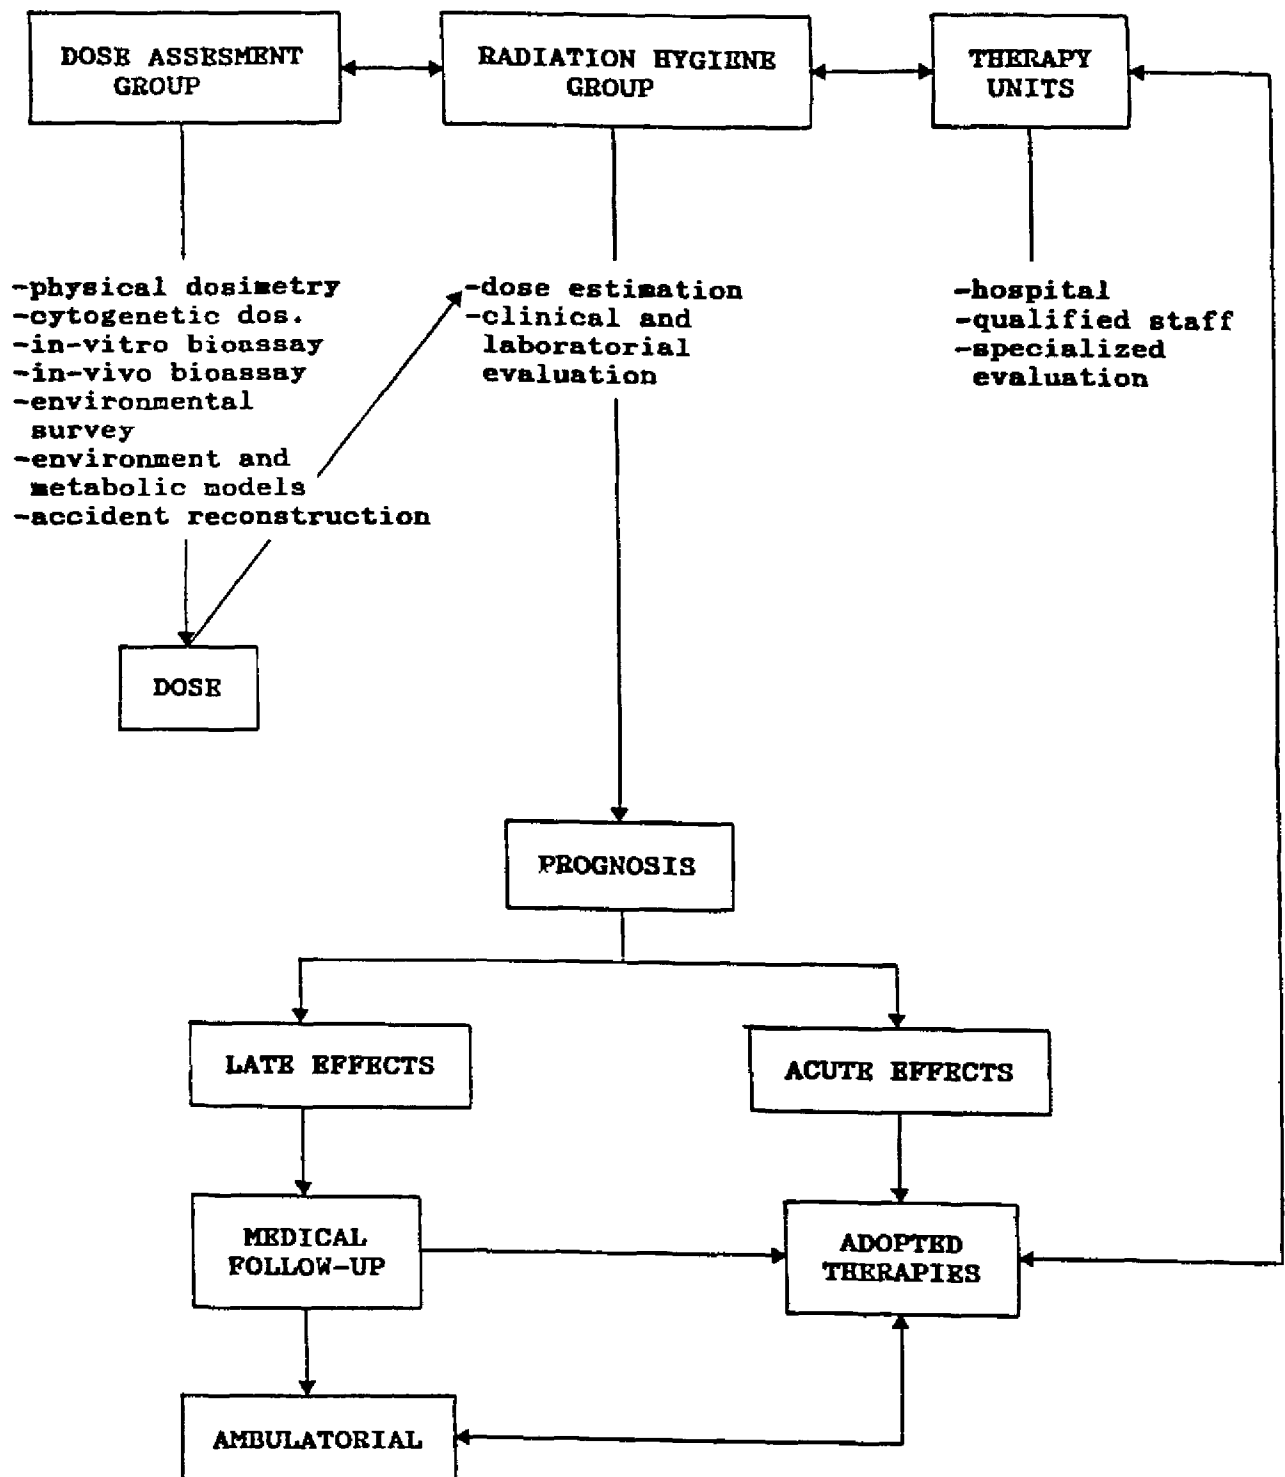 DOSE ASSESMENT
GROUP
RADIATION HYGIENE
GROUP
THERAPY
UNITS
-physical dosimetry
-cytogenetic dos.
-in-vitro bioassay
-in-vivo bioassay
-environmental
survey
-environment and
metabolic models
-accident reconstruction
-dose estimation
-clinical and
laboratorial
evaluation
-hospital
-qualified staff
-specialized
evaluation
DOSE
PROGNOSIS
LATE EFFECTS
ACUTE EFFECTS
MEDICAL
FOLLOW-UP
ADOPTED
THERAPIES
AMBULATORIAL